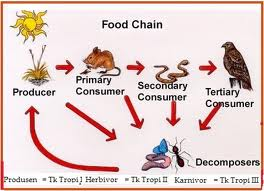 Food Chain
Producer
Primary
Consumer
Secondary
Consumer
Tertiary
Consumer
Decomposers
Produsen = Tk Tropi I Herbivor = Tk Tropi II Karnivor = Tk Tropi III